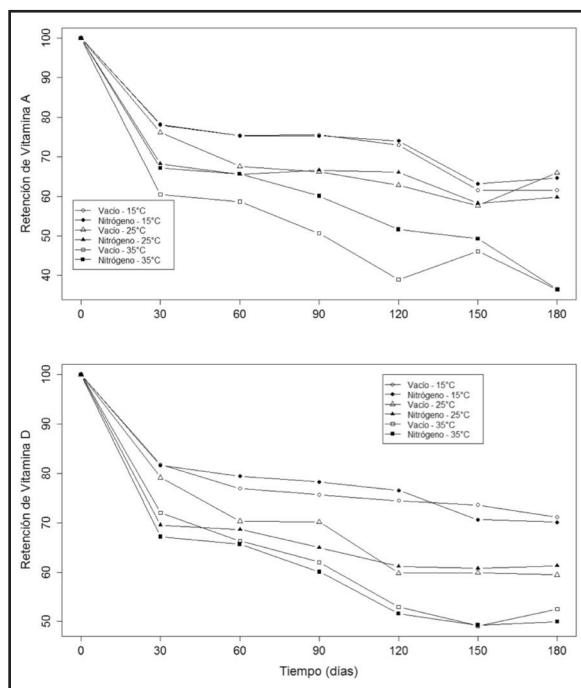 Retención de Vitamina A
100
90
80
70
60
50
40
Vacío - 15°C
Nitrógeno - 15°C
Vacío - 25°C
Nitrógeno - 25°C
Vacío - 35°C
Nitrógeno - 35°C
0 30 60 90 120 150 180
Retención de Vitamina D
100
90
80
70
60
50
Vacío - 15°C
Nitrógeno - 15°C
Vacío - 25°C
Nitrógeno - 25°C
Vacío - 35°C
Nitrógeno - 35°C
0 30 60 90 120 150 180
Tiempo (días)